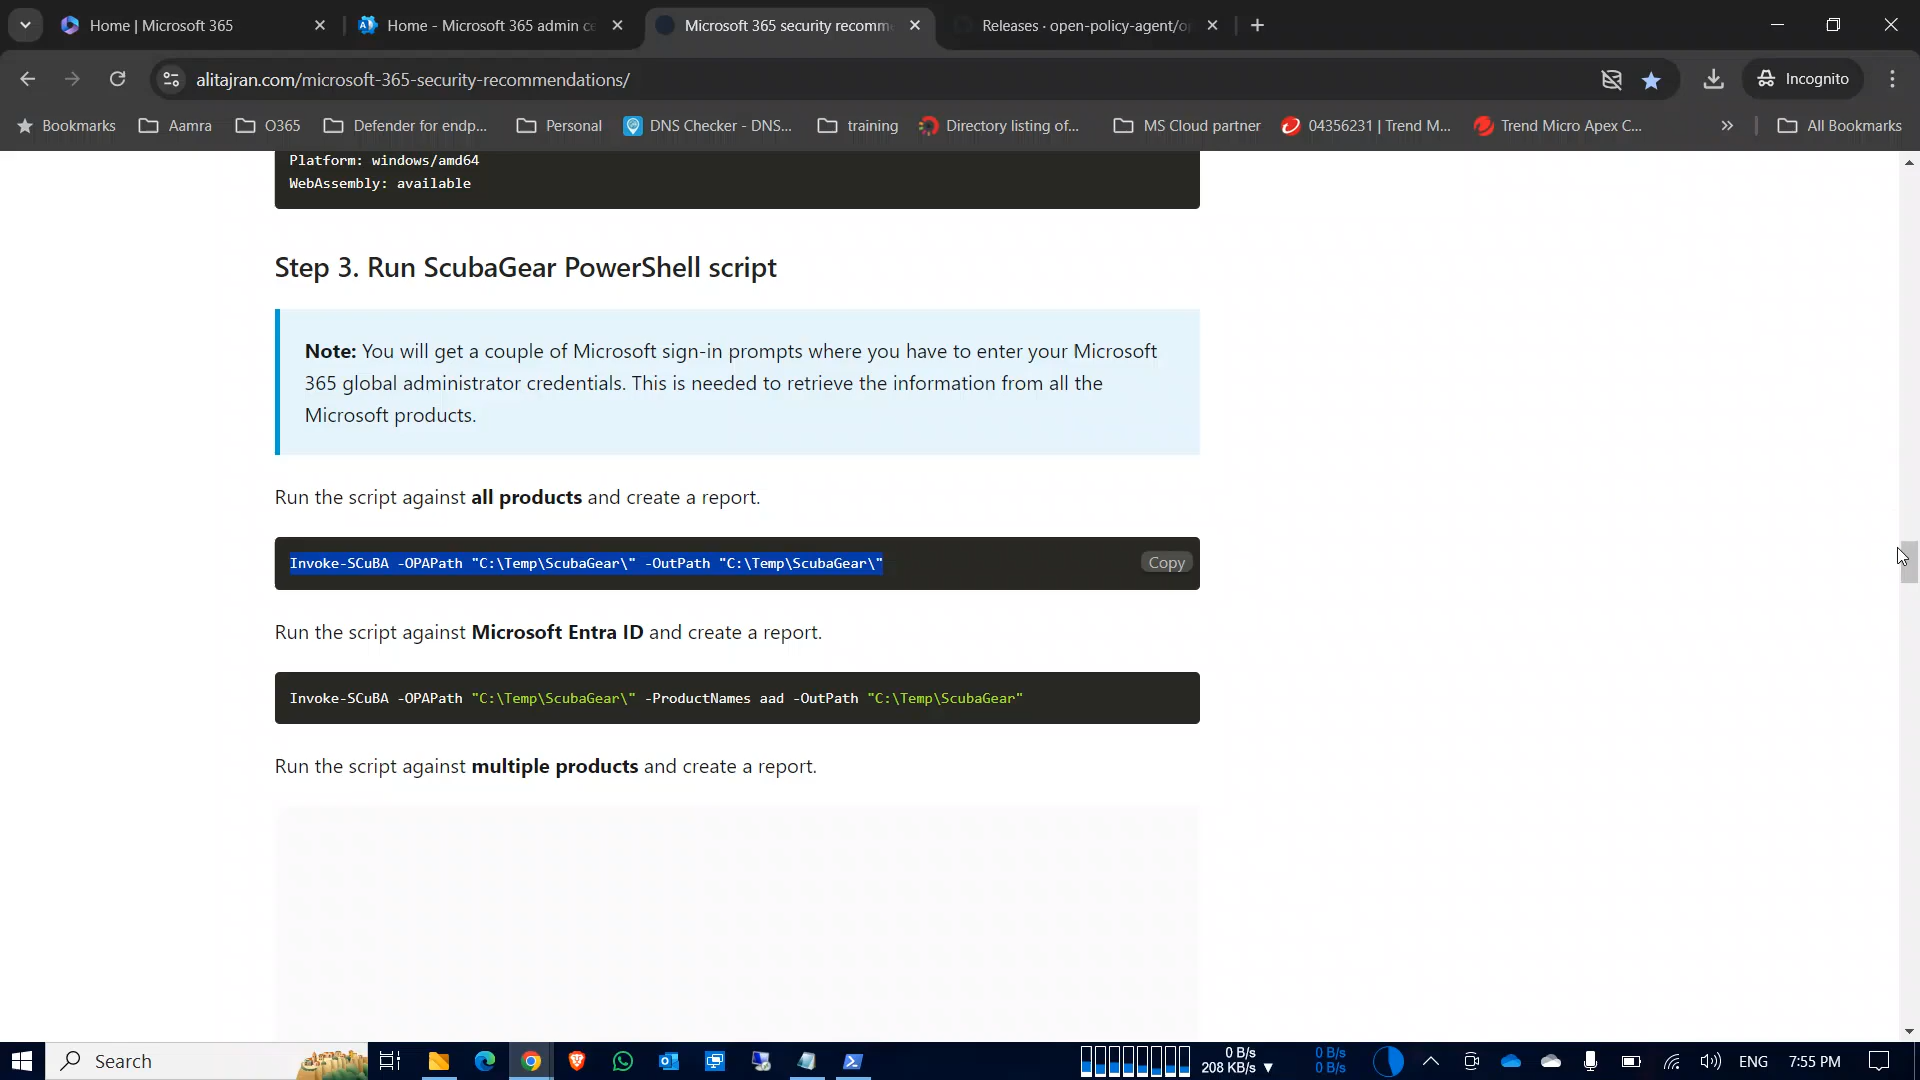 Home | Microsoft 365
Home - Microsoft 365 admin ce
Microsoft 365 security recomm
Releases · open-policy-agent/op
alitajran.com/microsoft-365-security-recommendations/
Incognito
Bookmarks
Aamra
O365
Defender for endp...
Personal
DNS Checker - DNS...
training
Directory listing of...
MS Cloud partner
04356231 | Trend M...
Trend Micro Apex C...
All Bookmarks
Platform: windows/amd64
WebAssembly: available
Step 3. Run ScubaGear PowerShell script
Note: You will get a couple of Microsoft sign-in prompts where you have to enter your Microsoft
365 global administrator credentials. This is needed to retrieve the information from all the
Microsoft products.
Run the script against all products and create a report.
Invoke-SCuBA -OPAPath "C:\Temp\ScubaGear\" -OutPath "C:\Temp\ScubaGear\"
Copy
Run the script against Microsoft Entra ID and create a report.
Invoke-SCuBA -OPAPath "C:\Temp\ScubaGear\" -ProductNames aad -OutPath "C:\Temp\ScubaGear"
Run the script against multiple products and create a report.
Search
0 B/s
208 KB/s
0 B/s
0 B/s
ENG
7:55 PM